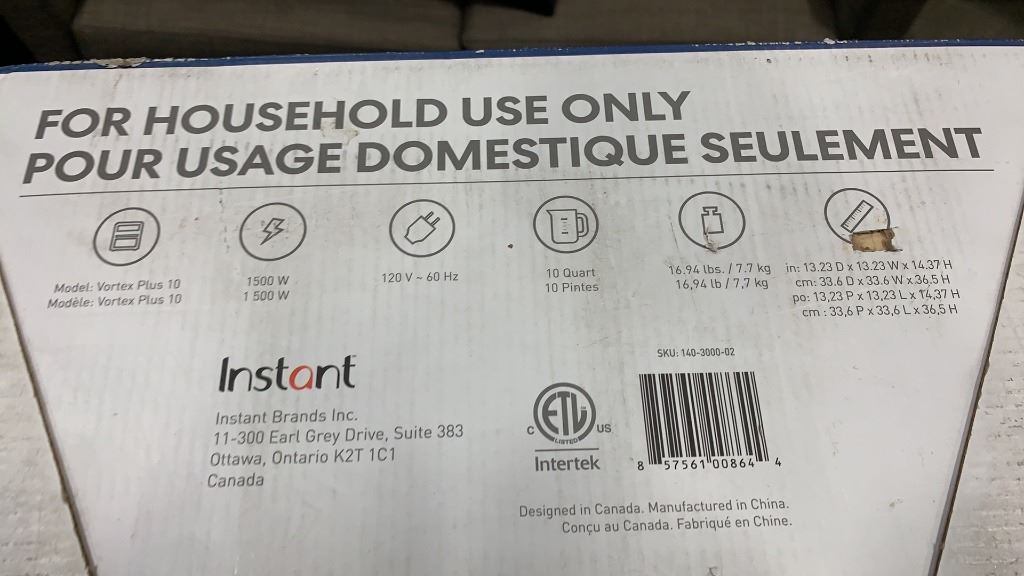 FOR HOUSEHOLD USE ONLY
POUR USAGE DOMESTIQUE SEULEMENT
Model: Vortex Plus 10
Modèle: Vortex Plus 10
1500 W
1 500 W
120 V ~ 60 Hz
10 Quart
10 Pintes
16.94 lbs. / 7.7 kg
16,94 lb / 7,7 kg
in: 13.23 D x 13.23 W x 14.37 H
cm: 33.6 D x 33.6 W x 36.5 H
po: 13,23 P x 13,23 L x 14,37 H
cm : 33,6 P x 33,6 L x 36,5 H
Instant
Instant Brands Inc.
11-300 Earl Grey Drive, Suite 383
Ottawa, Ontario K2T 1C1
Canada
C ETL US
LISTED
Intertek
SKU: 140-3000-02
8 57561 00864 4
Designed in Canada. Manufactured in China.
Conçu au Canada. Fabriqué en Chine.